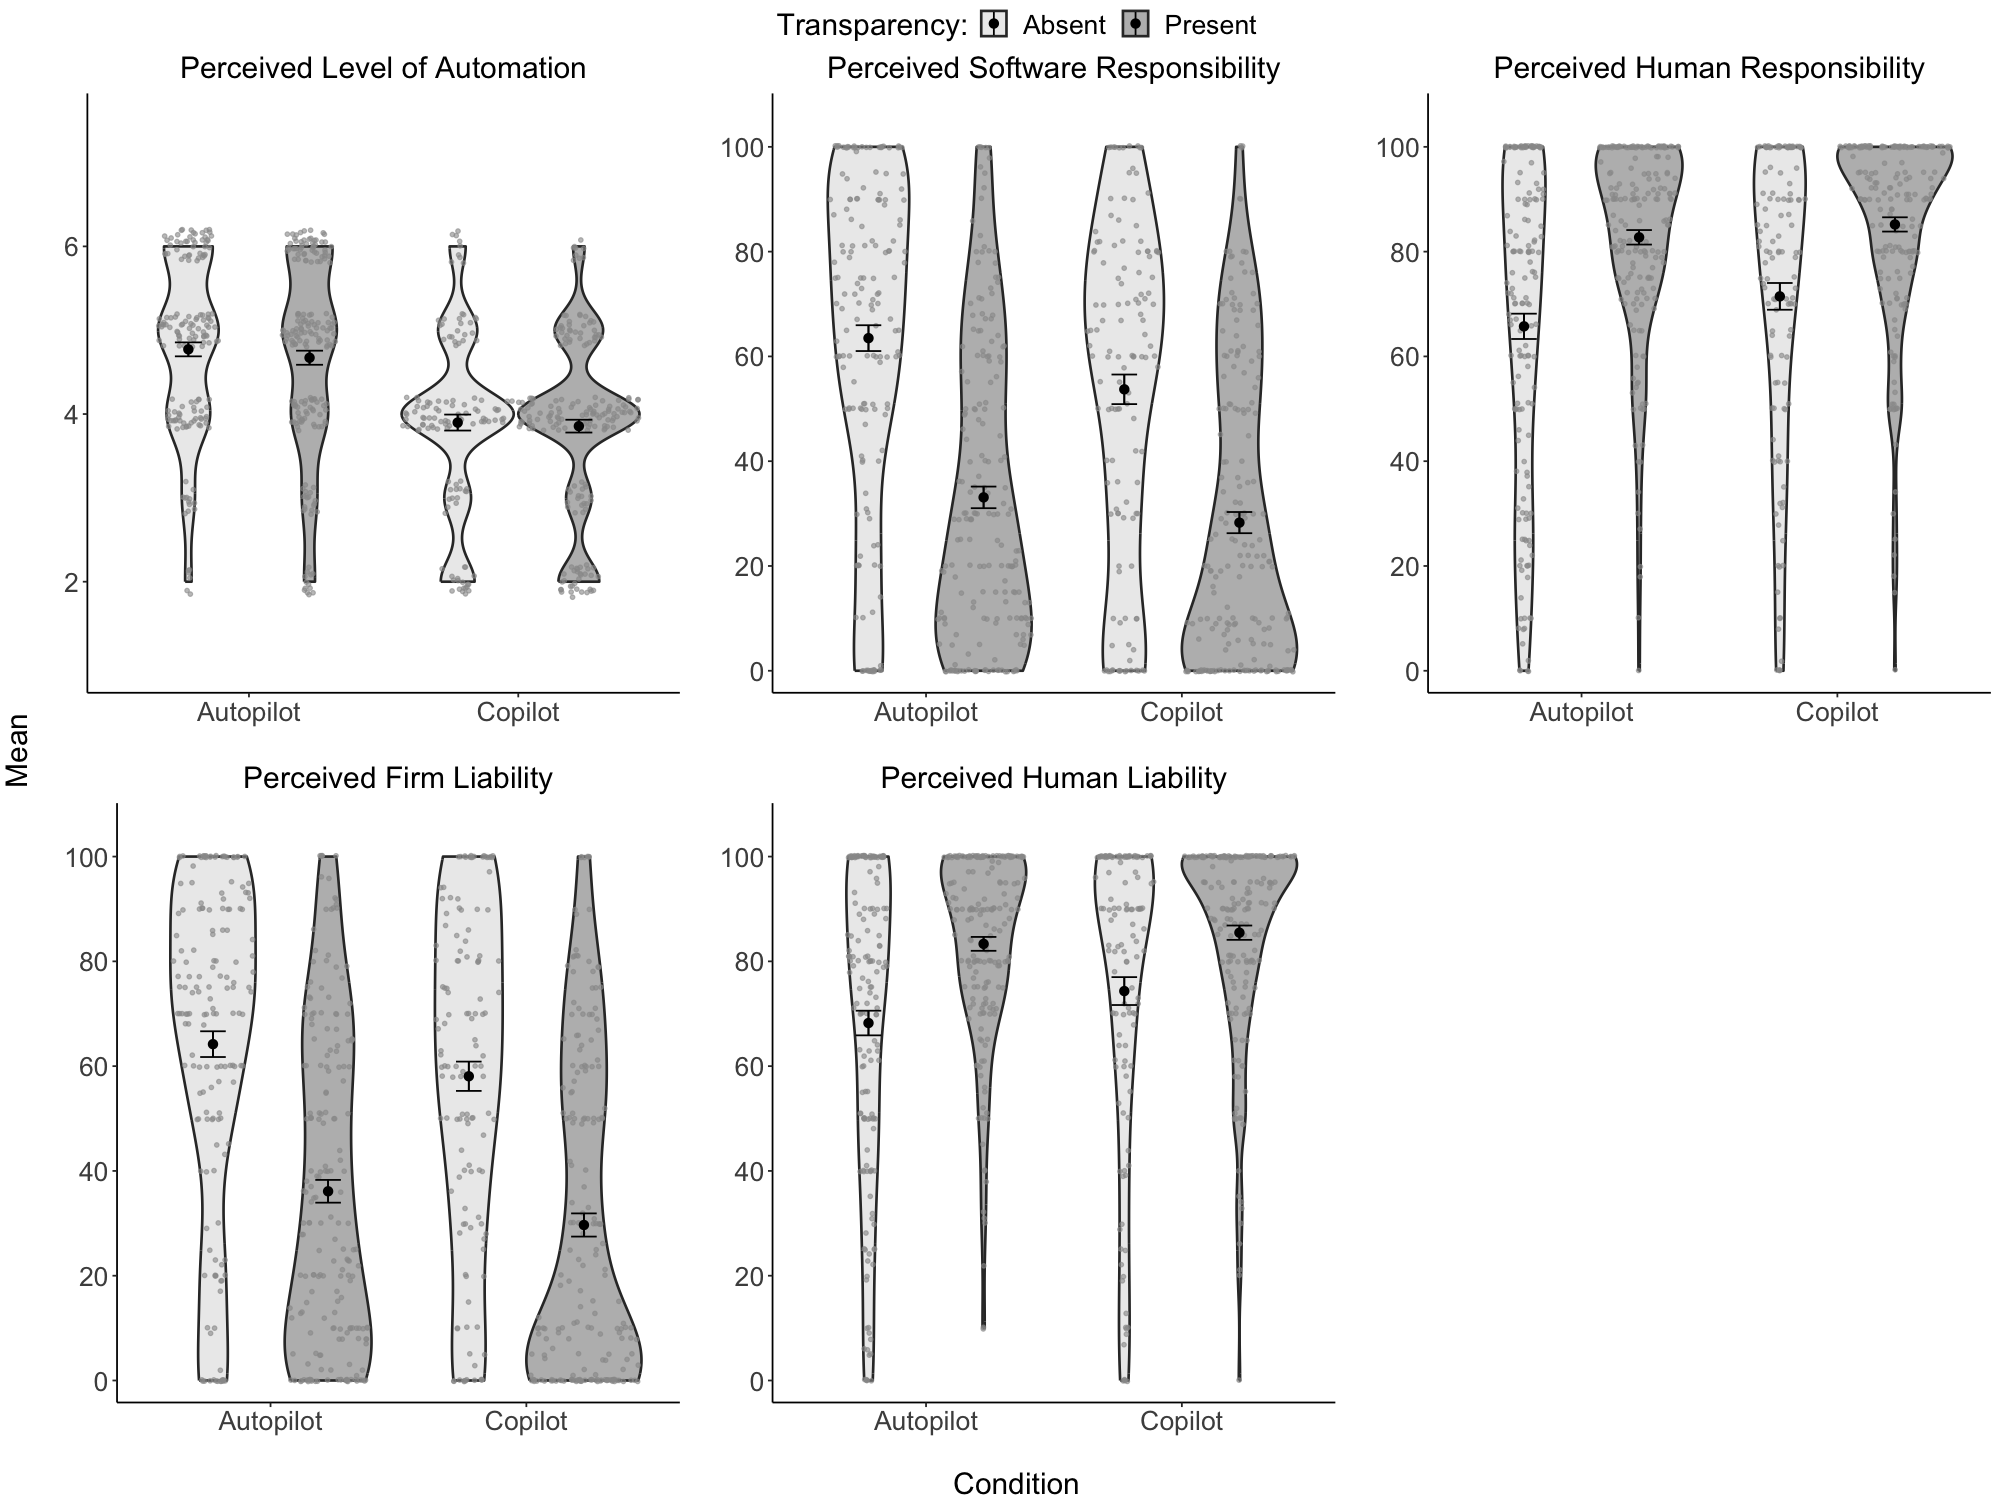 Transparency: Absent Present
Perceived Level of Automation
Perceived Software Responsibility
Perceived Human Responsibility
6
4
2
Autopilot Copilot
100
80
60
40
20
0
Autopilot Copilot
100
80
60
40
20
0
Autopilot Copilot
Mean
Perceived Firm Liability
Perceived Human Liability
100
80
60
40
20
0
Autopilot Copilot
100
80
60
40
20
0
Autopilot Copilot
Condition